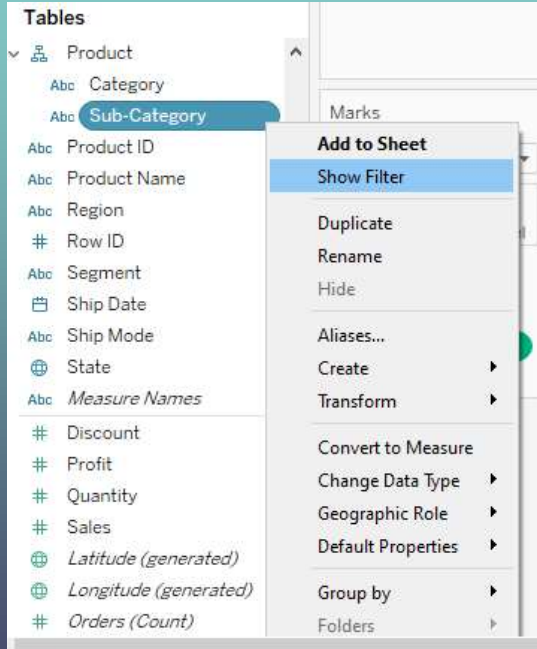 Tables
Product
Abc Category
Abc Sub-Category
Abc Product ID
Abc Product Name
Abc Region
# Row ID
Abc Segment
Ship Date
Abc Ship Mode
State
Abc Measure Names
# Discount
# Profit
# Quantity
# Sales
Latitude (generated)
Longitude (generated)
# Orders (Count)
Marks
Add to Sheet
Show Filter
Duplicate
Rename
Hide
Aliases...
Create
Transform
Convert to Measure
Change Data Type
Geographic Role
Default Properties
Group by
Folders